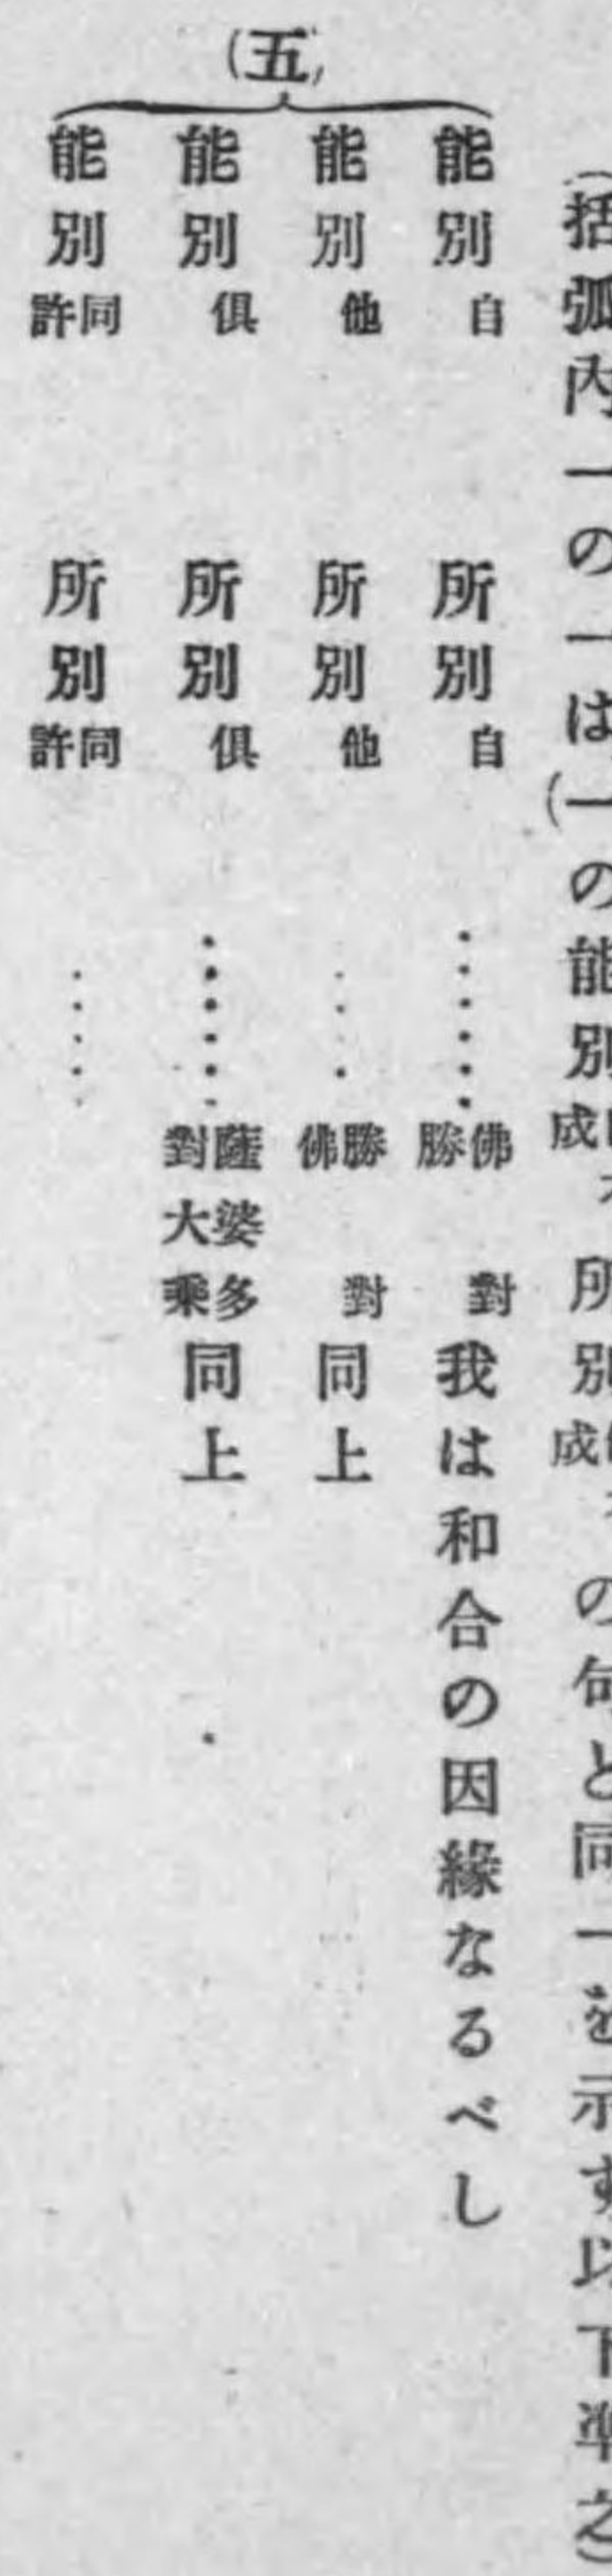 (括弧内一の一は(一の能別成 所別成 の句と同一を示す以下準之)
(五)
能別自 所別自 ‥‥‥ 佛對勝 我は和合の因緣なるべし
能別他 所別他 ‥‥ 勝對佛 同上
能別俱 所別俱 ‥‥‥ 薩婆多對大乘 同上
能別同許 所別同許 ‥‥‥